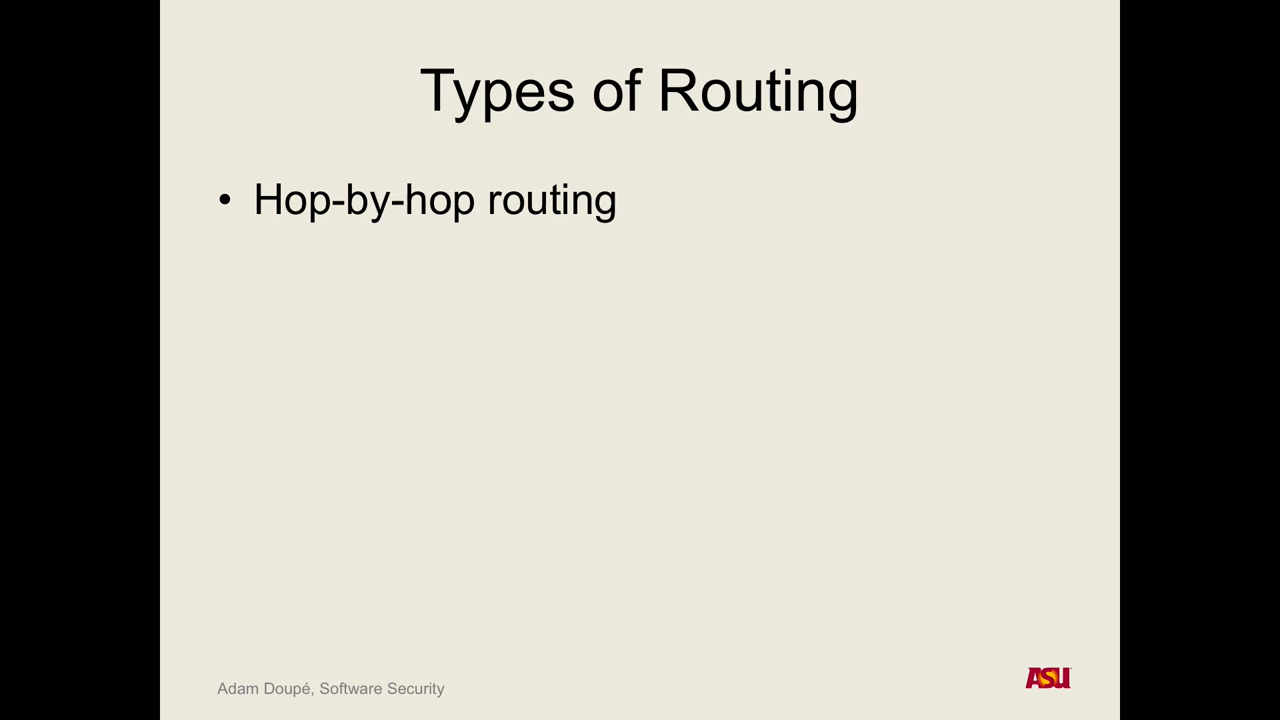 Types of Routing
• Hop-by-hop routing
Adam Doupé, Software Security
ASU